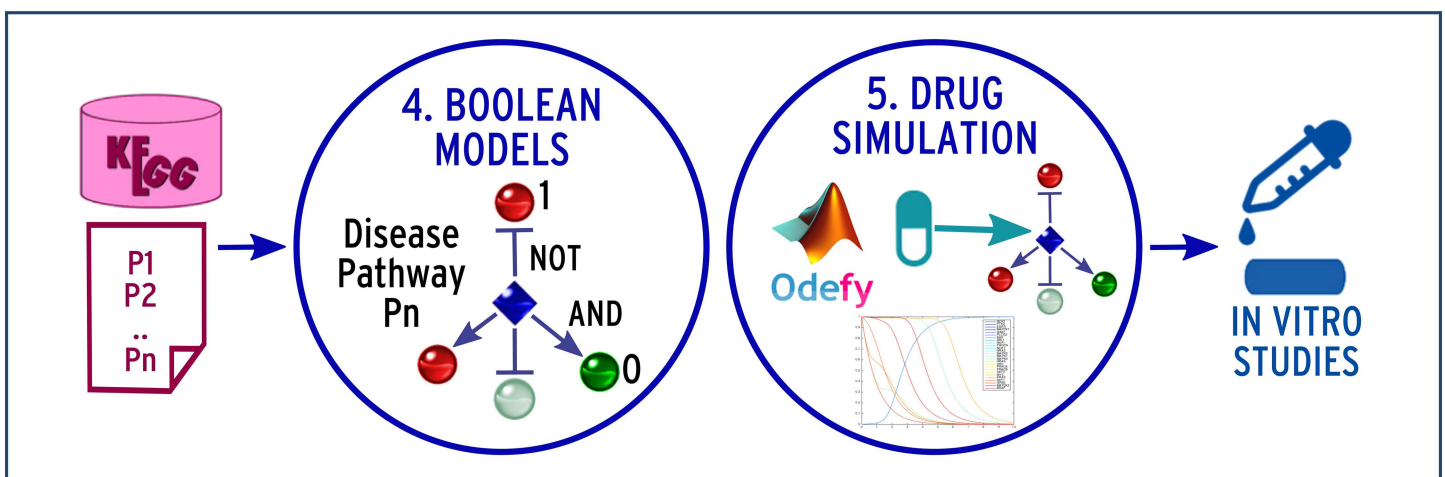 KEGG
P1
P2
..
Pn
4. BOOLEAN
MODELS
1
Disease
Pathway
Pn
NOT
AND
0
5. DRUG
SIMULATION
Odefy
IN VITRO
STUDIES